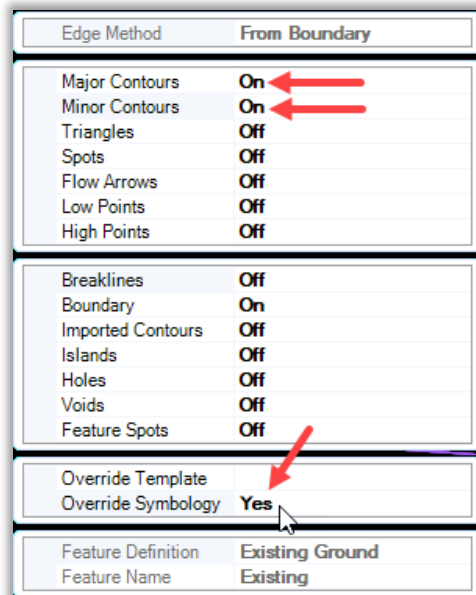 Edge Method From Boundary
Major Contours On
Minor Contours On
Triangles Off
Spots Off
Flow Arrows Off
Low Points Off
High Points Off
Breaklines Off
Boundary On
Imported Contours Off
Islands Off
Holes Off
Voids Off
Feature Spots Off
Override Template
Override Symbology Yes
Feature Definition Existing Ground
Feature Name Existing